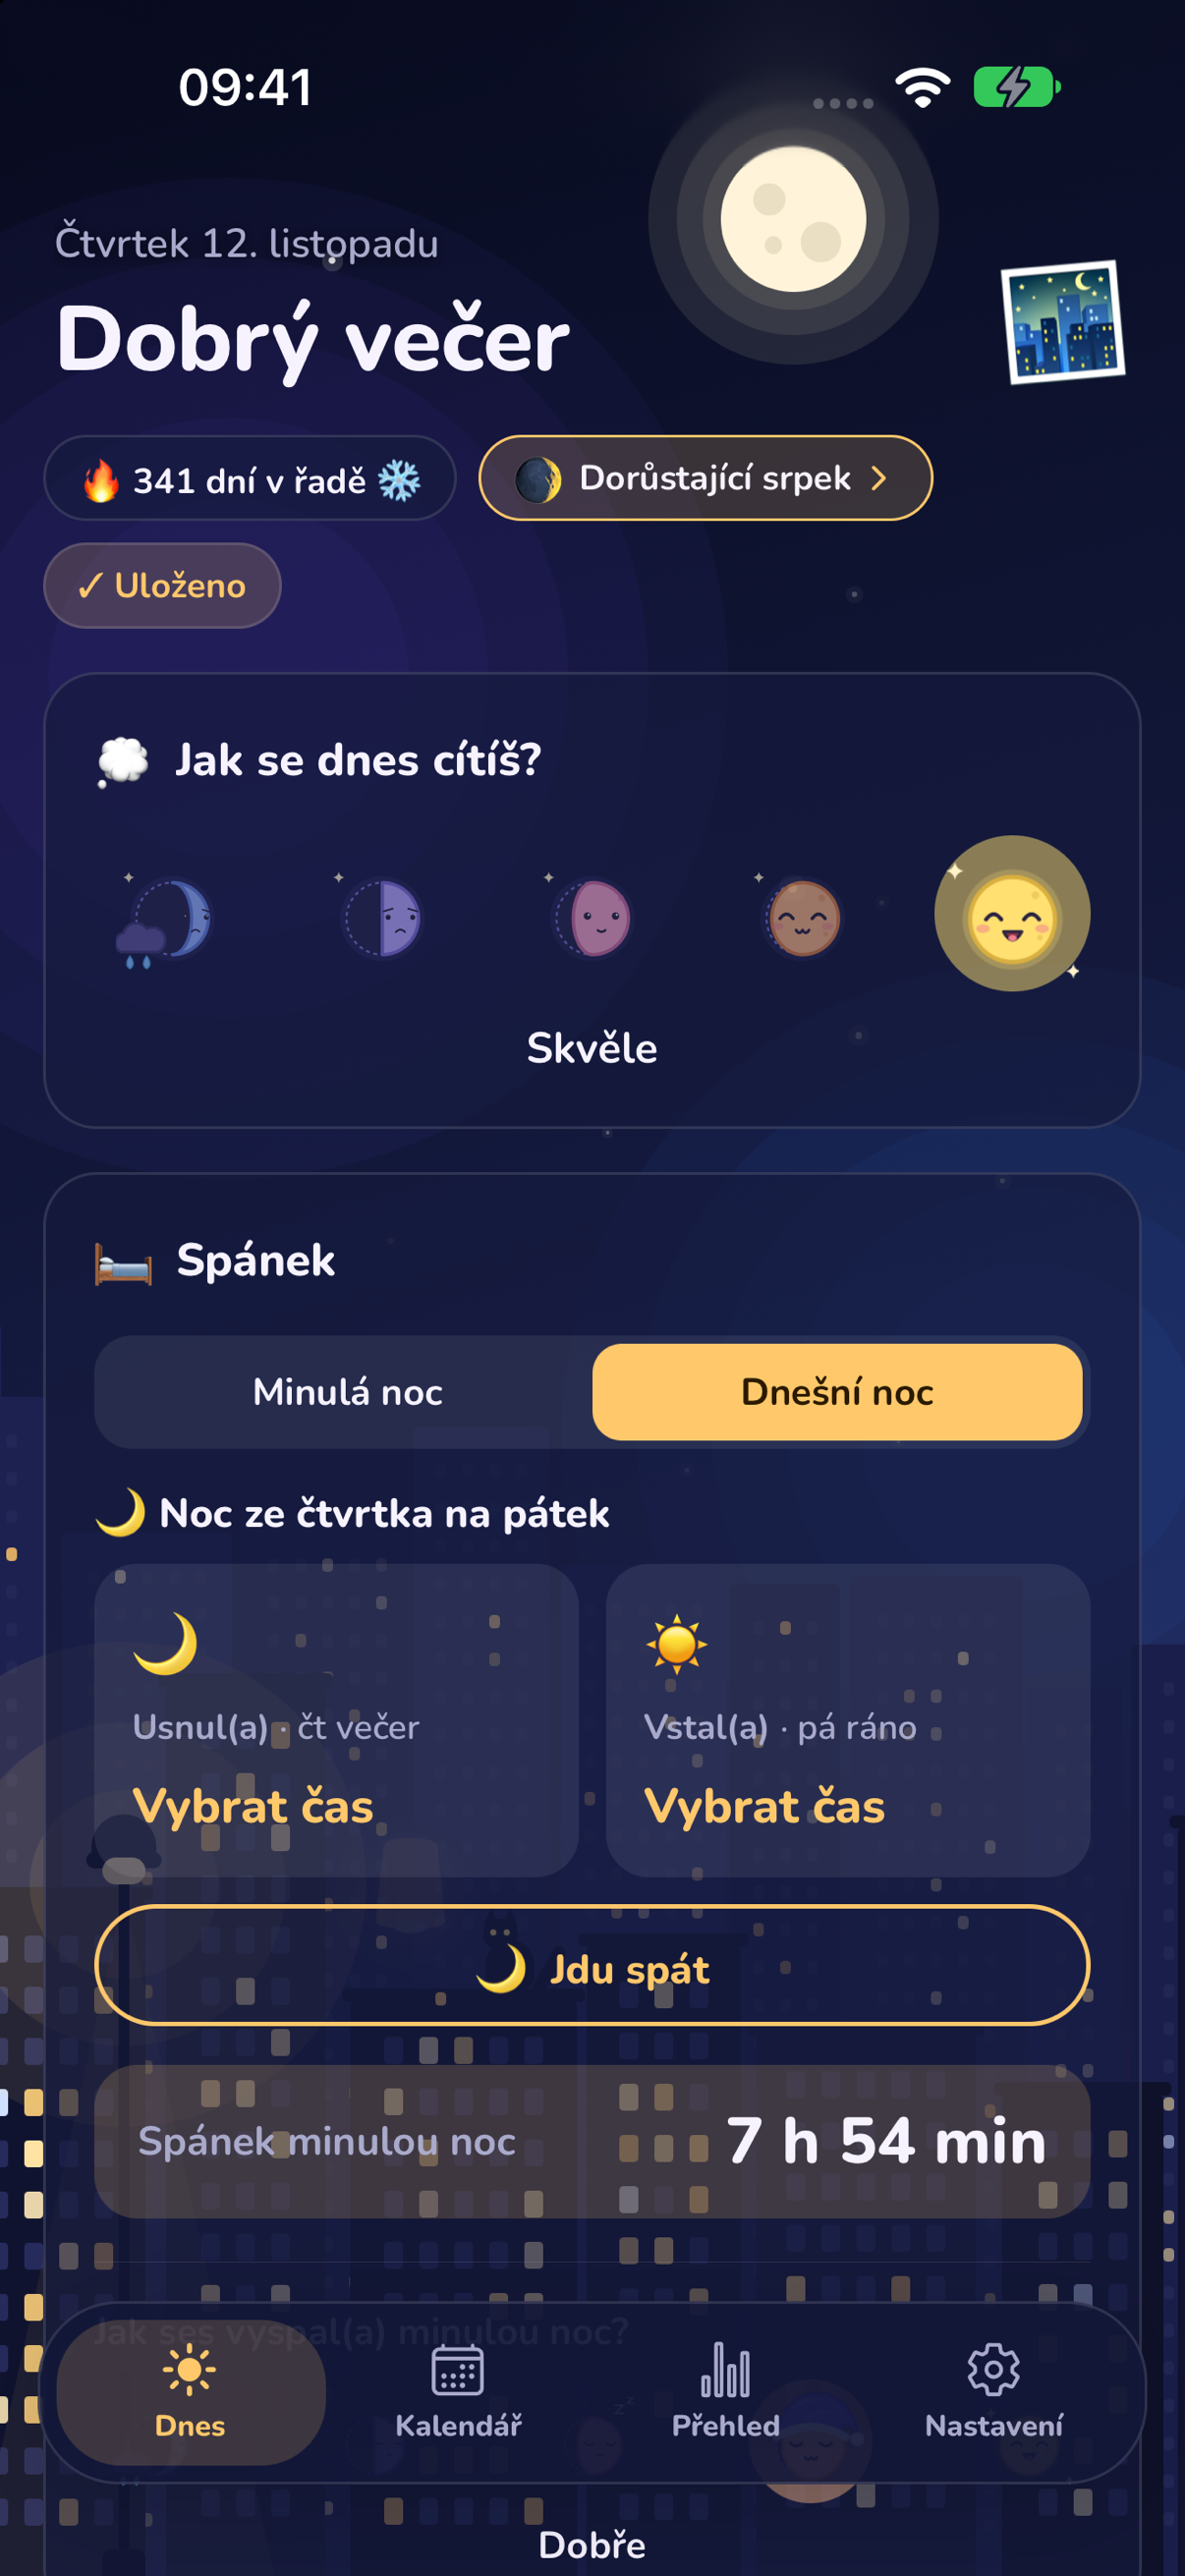 09:41
Čtvrtek 12. listopadu
Dobrý večer
341 dní v řadě
Dorůstající srpek
✓ Uloženo
Jak se dnes cítíš?
Skvěle
Spánek
Minulá noc
Dnešní noc
Noc ze čtvrtka na pátek
Usnul(a) · čt večer
Vstal(a) · pá ráno
Vybrat čas
Vybrat čas
Jdu spát
Spánek minulou noc
7 h 54 min
Jak ses vyspal(a) minulou noc?
Dnes
Kalendář
Přehled
Nastavení
Dobře